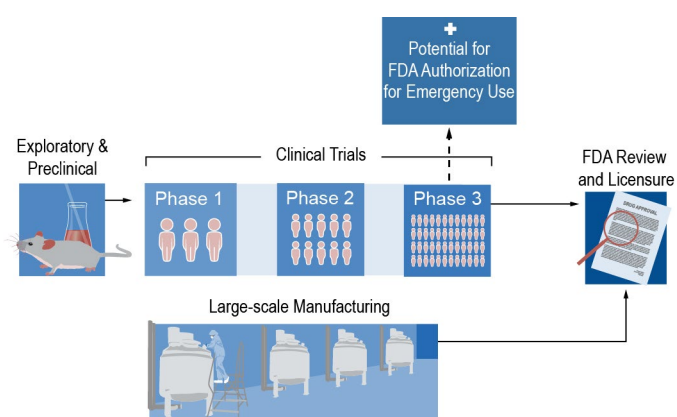 Potential for
FDA Authorization
for Emergency Use
Exploratory &
Preclinical
Clinical Trials
FDA Review
and Licensure
Phase 1
Phase 2
Phase 3
DRUG APPROVAL
Large-scale Manufacturing